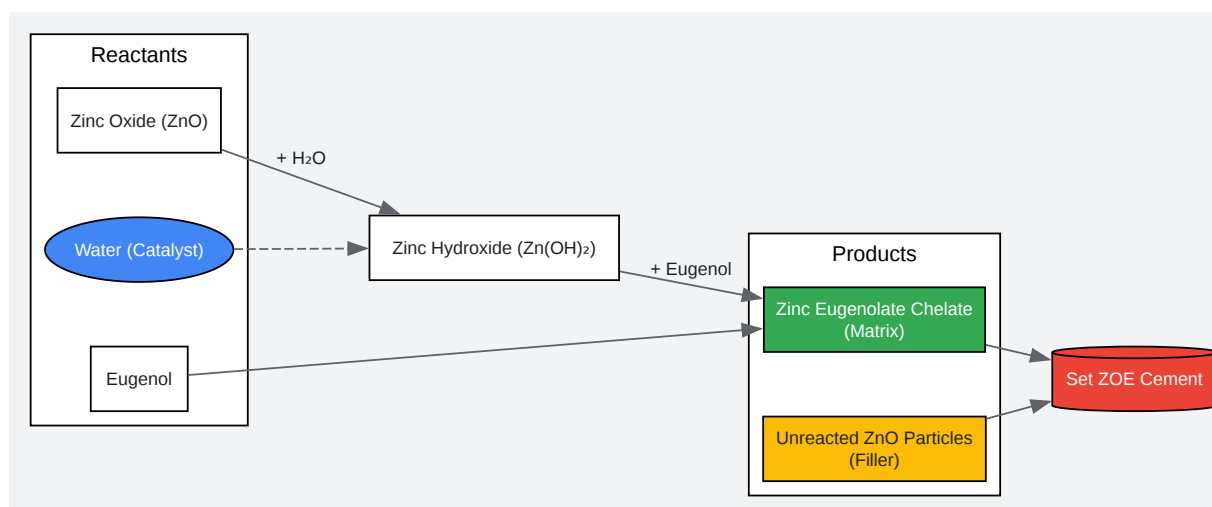 Reactants
Zinc Oxide (ZnO)
+ H₂O
Water (Catalyst)
Zinc Hydroxide (Zn(OH)₂)
+ Eugenol
Eugenol
Products
Zinc Eugenolate Chelate
(Matrix)
Unreacted ZnO Particles
(Filler)
Set ZOE Cement